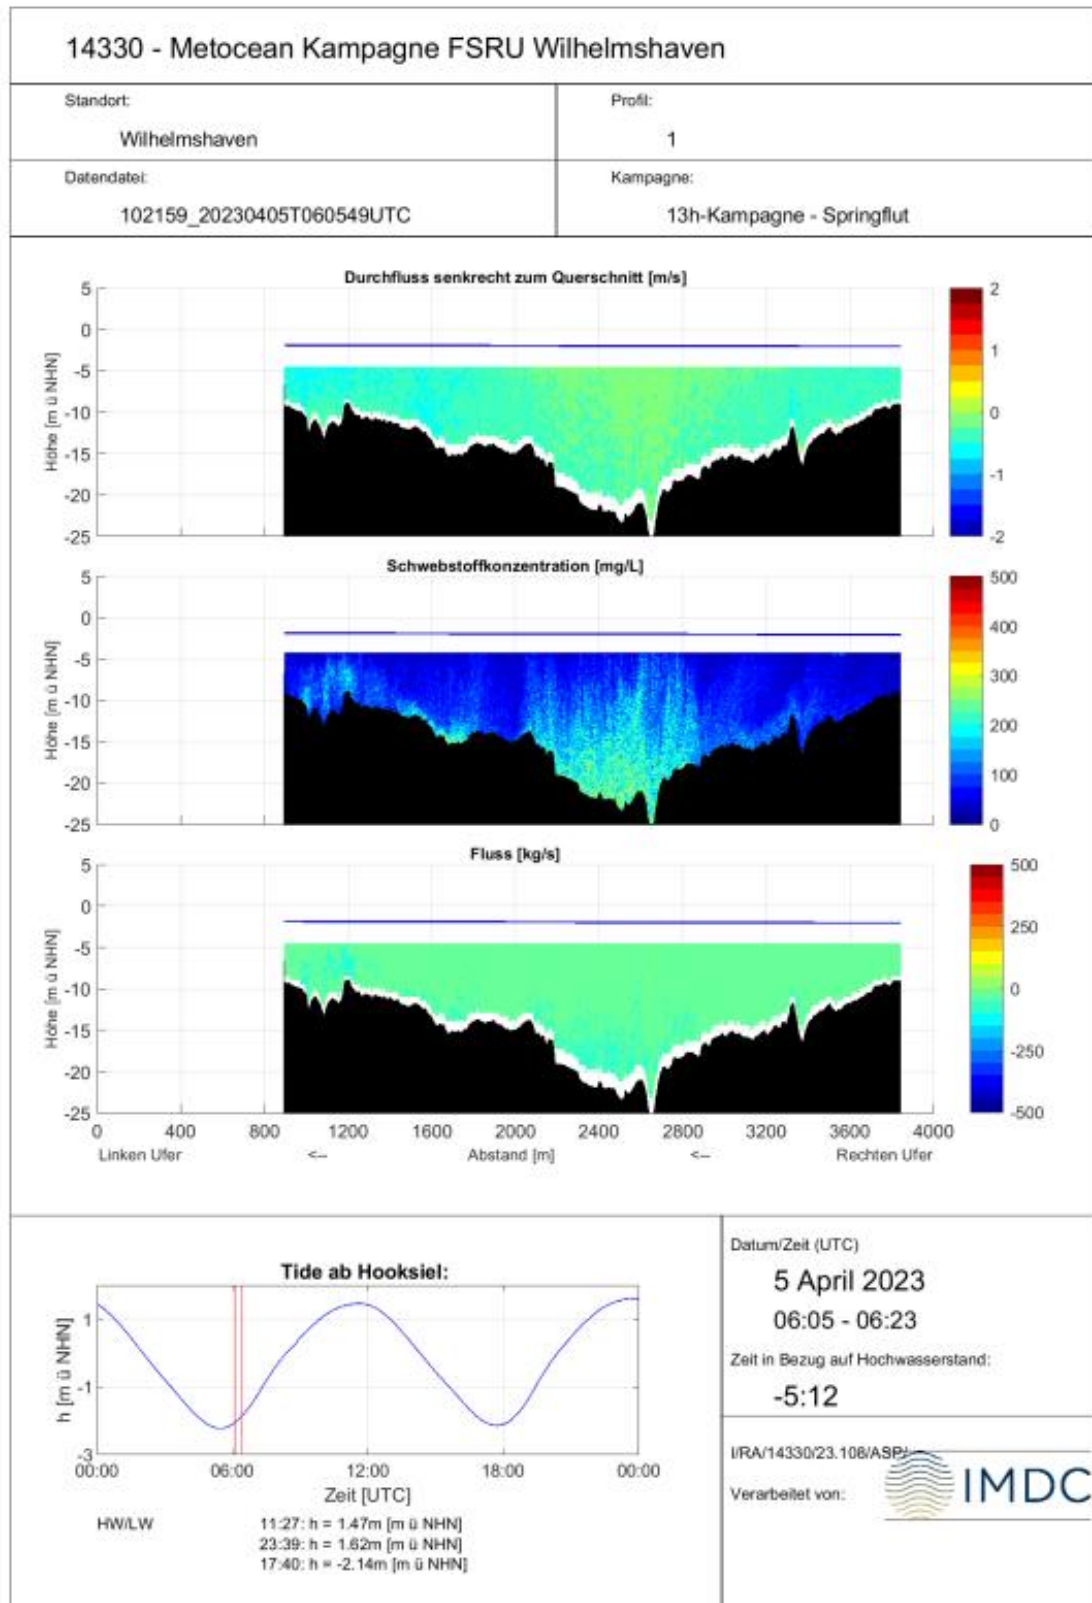 14330 - Metocean Kampagne FSRU Wilhelmshaven
Standort:
Wilhelmshaven
Profil:
1
Datendatei:
102159_20230405T060549UTC
Kampagne:
13h-Kampagne - Springflut
Durchfluss senkrecht zum Querschnitt [m/s]
Höhe [m ü NHN]
5
0
-5
-10
-15
-20
-25
2
1
0
-1
-2
Schwebstoffkonzentration [mg/L]
Höhe [m ü NHN]
5
0
-5
-10
-15
-20
-25
500
400
300
200
100
0
Fluss [kg/s]
Höhe [m ü NHN]
5
0
-5
-10
-15
-20
-25
500
250
0
-250
-500
0 400 800 1200 1600 2000 2400 2800 3200 3600 4000
Linken Ufer <-- Abstand [m] <-- Rechten Ufer
Tide ab Hooksiel:
h [m ü NHN]
1
-1
-3
00:00 06:00 12:00 18:00 00:00
Zeit [UTC]
HW/LW 11:27: h = 1.47m [m ü NHN]
23:39: h = 1.62m [m ü NHN]
17:40: h = -2.14m [m ü NHN]
Datum/Zeit (UTC)
5 April 2023
06:05 - 06:23
Zeit in Bezug auf Hochwasserstand:
-5:12
I/RA/14330/23.108/ASP/
Verarbeitet von:
IMDC